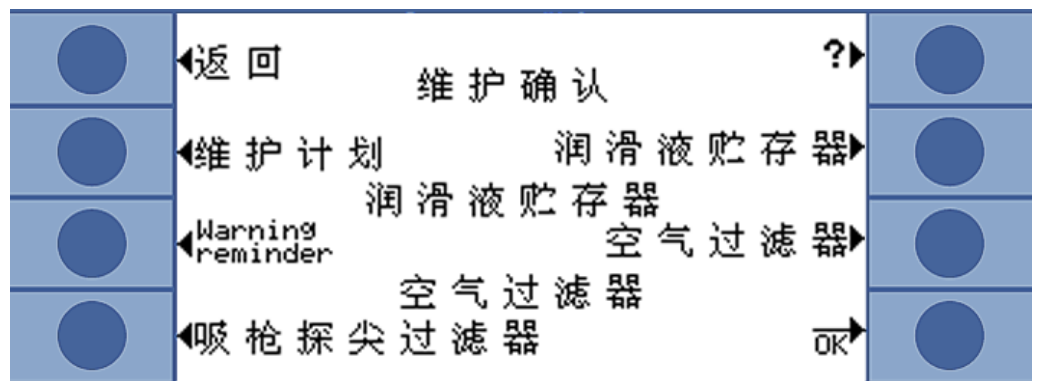 返回
?
维护确认
维护计划
润滑液贮存器
润滑液贮存器
Warning
reminder
空气过滤器
空气过滤器
吸枪探尖过滤器
OK